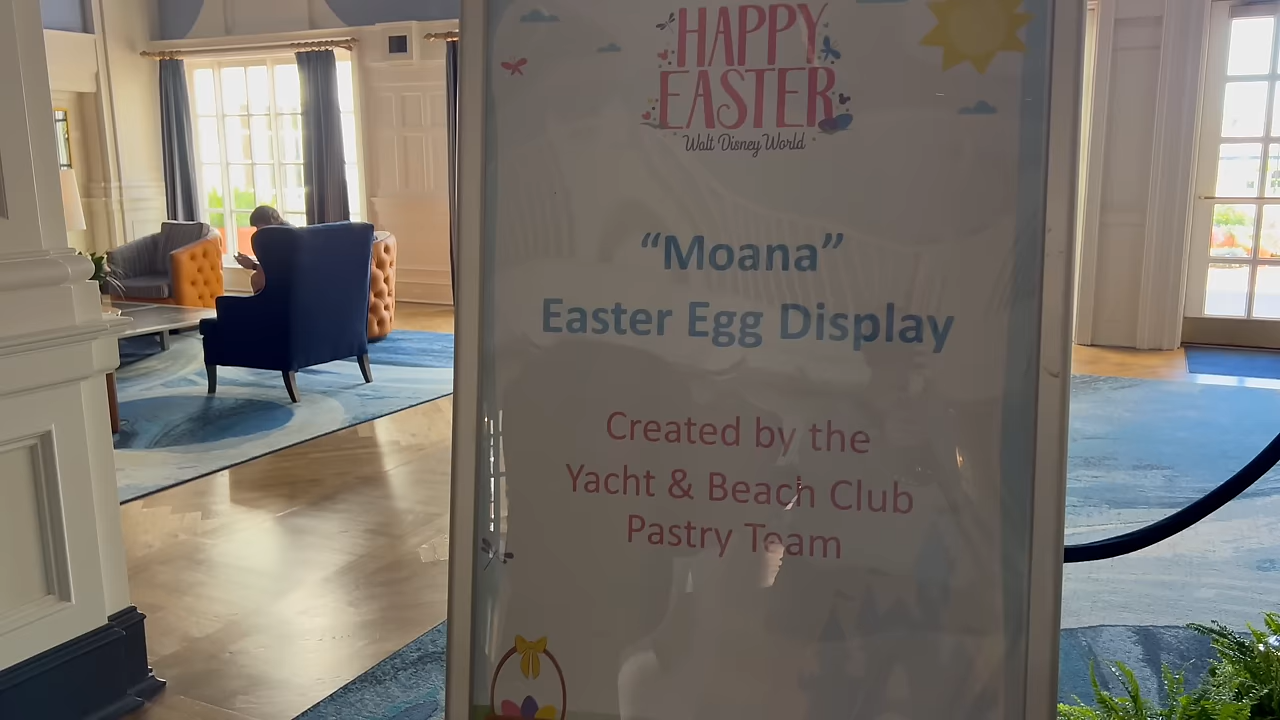 HAPPY
EASTER
Walt Disney World
“Moana”
Easter Egg Display
Created by the
Yacht & Beach Club
Pastry Team